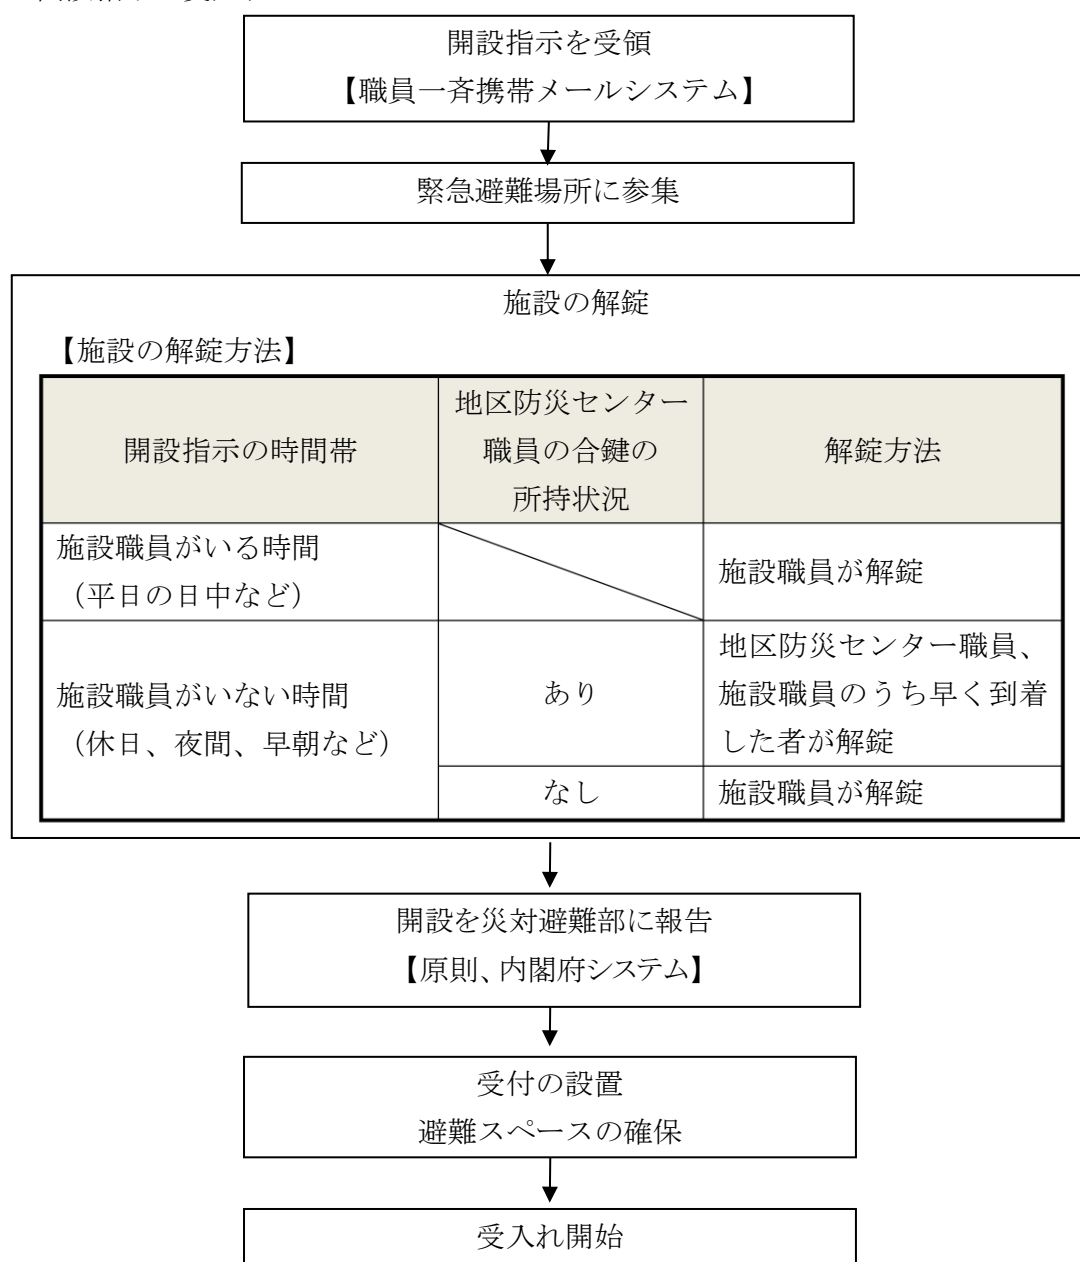 開設指示を受領
【職員一斉携帯メールシステム】
緊急避難場所に参集
施設の解錠
【施設の解錠方法】
開設指示の時間帯
地区防災センター
職員の合鍵の
所持状況
解錠方法
施設職員がいる時間
（平日の日中など）
施設職員が解錠
施設職員がいない時間
（休日、夜間、早朝など）
あり
地区防災センター職員、
施設職員のうち早く到着
した者が解錠
なし
施設職員が解錠
開設を災対避難部に報告
【原則、内閣府システム】
受付の設置
避難スペースの確保
受入れ開始